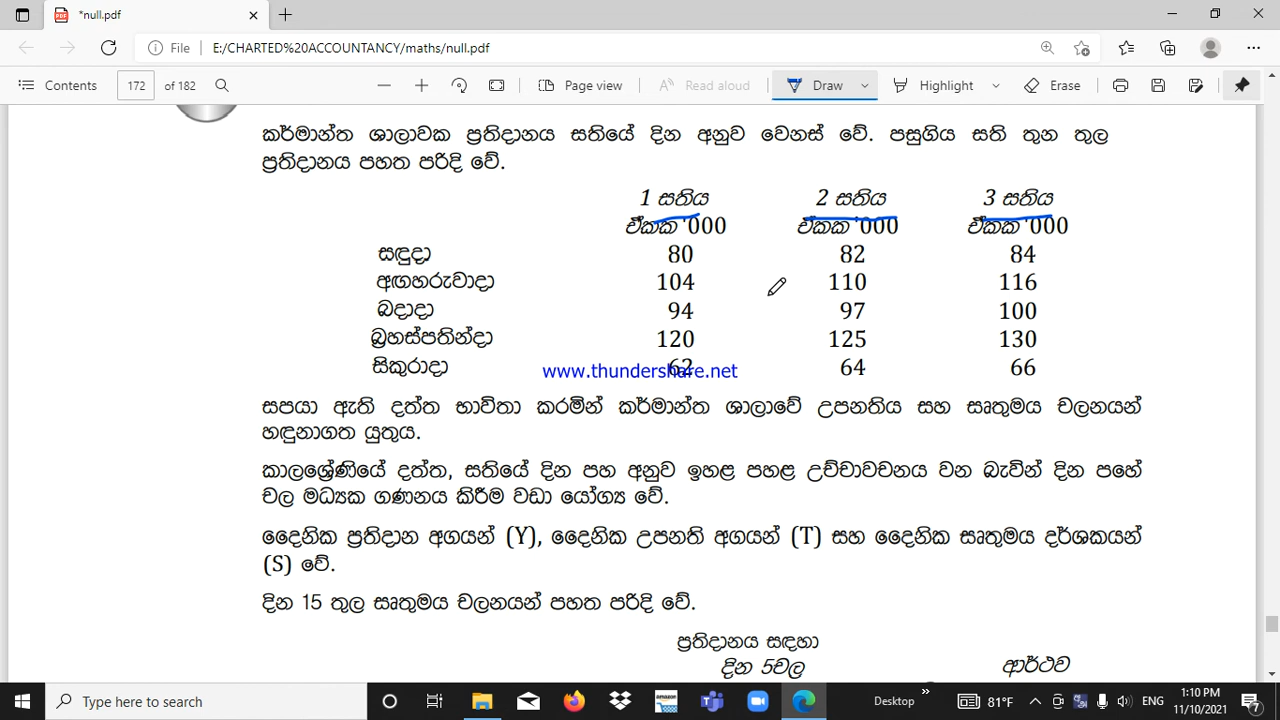 *null.pdf
File E:/CHARTED%20ACCOUNTANCY/maths/null.pdf
Contents 172 of 182 Page view Read aloud Draw Highlight Erase
කර්මාන්ත ශාලාවක ප්‍රතිදානය සතියේ දින අනුව වෙනස් වේ. පසුගිය සති තුන තුල
ප්‍රතිදානය පහත පරිදි වේ.
1 සතිය 2 සතිය 3 සතිය
ඒකක '000 ඒකක '000 ඒකක '000
සඳුදා 80 82 84
අඟහරුවාදා 104 110 116
බදාදා 94 97 100
බ්‍රහස්පතින්දා 120 125 130
සිකුරාදා 62 64 66
www.thundershare.net
සපයා ඇති දත්ත භාවිතා කරමින් කර්මාන්ත ශාලාවේ උපනතිය සහ සෘතුමය චලනයන්
හඳුනාගත යුතුය.
කාලශ්‍රේණියේ දත්ත, සතියේ දින පහ අනුව ඉහළ පහළ උච්චාවචනය වන බැවින් දින පහේ
චල මධ්‍යක ගණනය කිරීම වඩා යෝග්‍ය වේ.
දෛනික ප්‍රතිදාන අගයන් (Y), දෛනික උපනති අගයන් (T) සහ දෛනික සෘතුමය දර්ශකයන්
(S) වේ.
දින 15 තුල සෘතුමය චලනයන් පහත පරිදි වේ.
ප්‍රතිදානය සඳහා
දින 5චල ආර්ථව
Type here to search Desktop » 81°F ENG 1:10 PM
11/10/2021 7